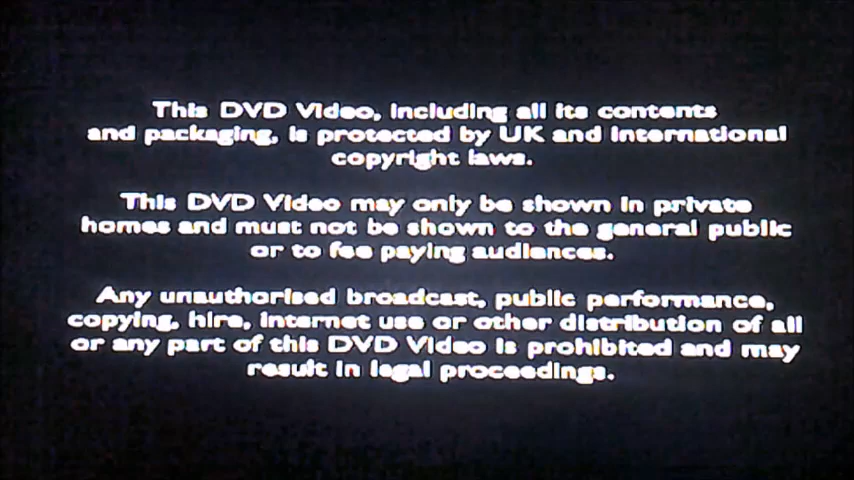 This DVD Video, including all its contents
and packaging, is protected by UK and international
copyright laws.
This DVD Video may only be shown in private
homes and must not be shown to the general public
or to fee paying audiences.
Any unauthorised broadcast, public performance,
copying, hire, internet use or other distribution of all
or any part of this DVD Video is prohibited and may
result in legal proceedings.